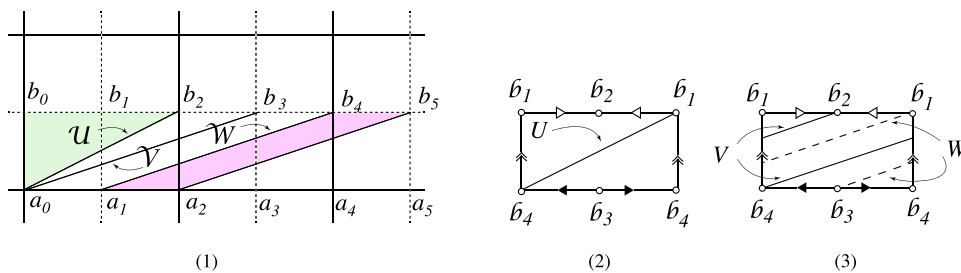 b₀ b₁ b₂ b₃ b₄ b₅
𝒰 𝒱 𝒲
a₀ a₁ a₂ a₃ a₄ a₅
(1)
b₁ b₂ b₁
U
b₄ b₃ b₄
(2)
b₁ b₂ b₁
V W
b₄ b₃ b₄
(3)